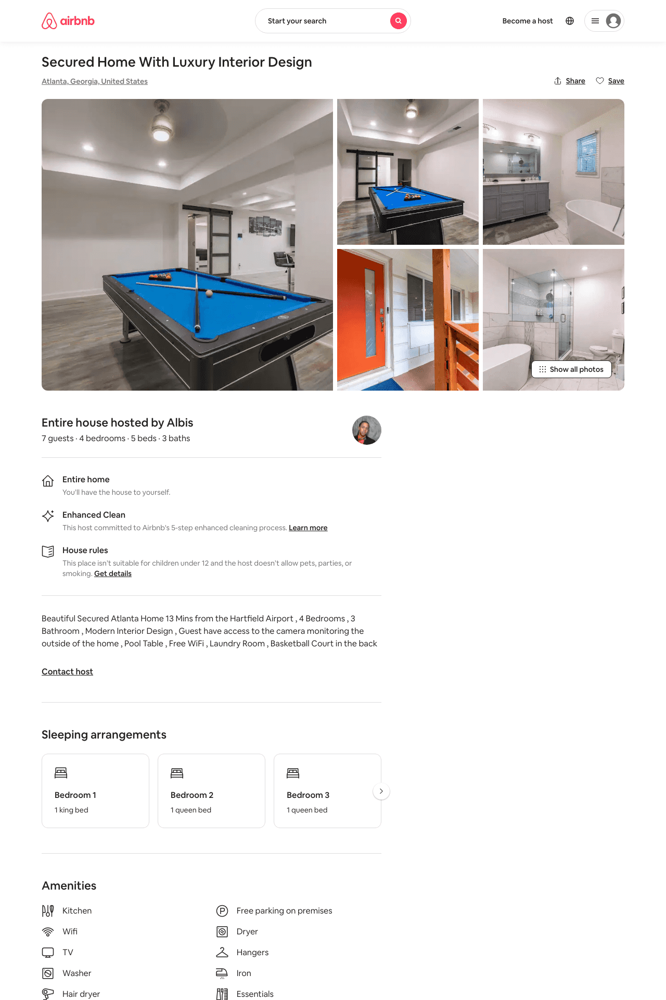 airbnb
Start your search
Become a host
Secured Home With Luxury Interior Design
Atlanta, Georgia, United States
Share
Save
Show all photos
Entire house hosted by Albis
7 guests · 4 bedrooms · 5 beds · 3 baths
Entire home
You’ll have the house to yourself.
Enhanced Clean
This host committed to Airbnb's 5-step enhanced cleaning process. Learn more
House rules
This place isn’t suitable for children under 12 and the host doesn’t allow pets, parties, or
smoking. Get details
Beautiful Secured Atlanta Home 13 Mins from the Hartfield Airport , 4 Bedrooms , 3
Bathroom , Modern Interior Design , Guest have access to the camera monitoring the
outside of the home , Pool Table , Free WiFi , Laundry Room , Basketball Court in the back
Contact host
Sleeping arrangements
Bedroom 1
1 king bed
Bedroom 2
1 queen bed
Bedroom 3
1 queen bed
Amenities
Kitchen
Free parking on premises
Wifi
Dryer
TV
Hangers
Washer
Iron
Hair dryer
Essentials